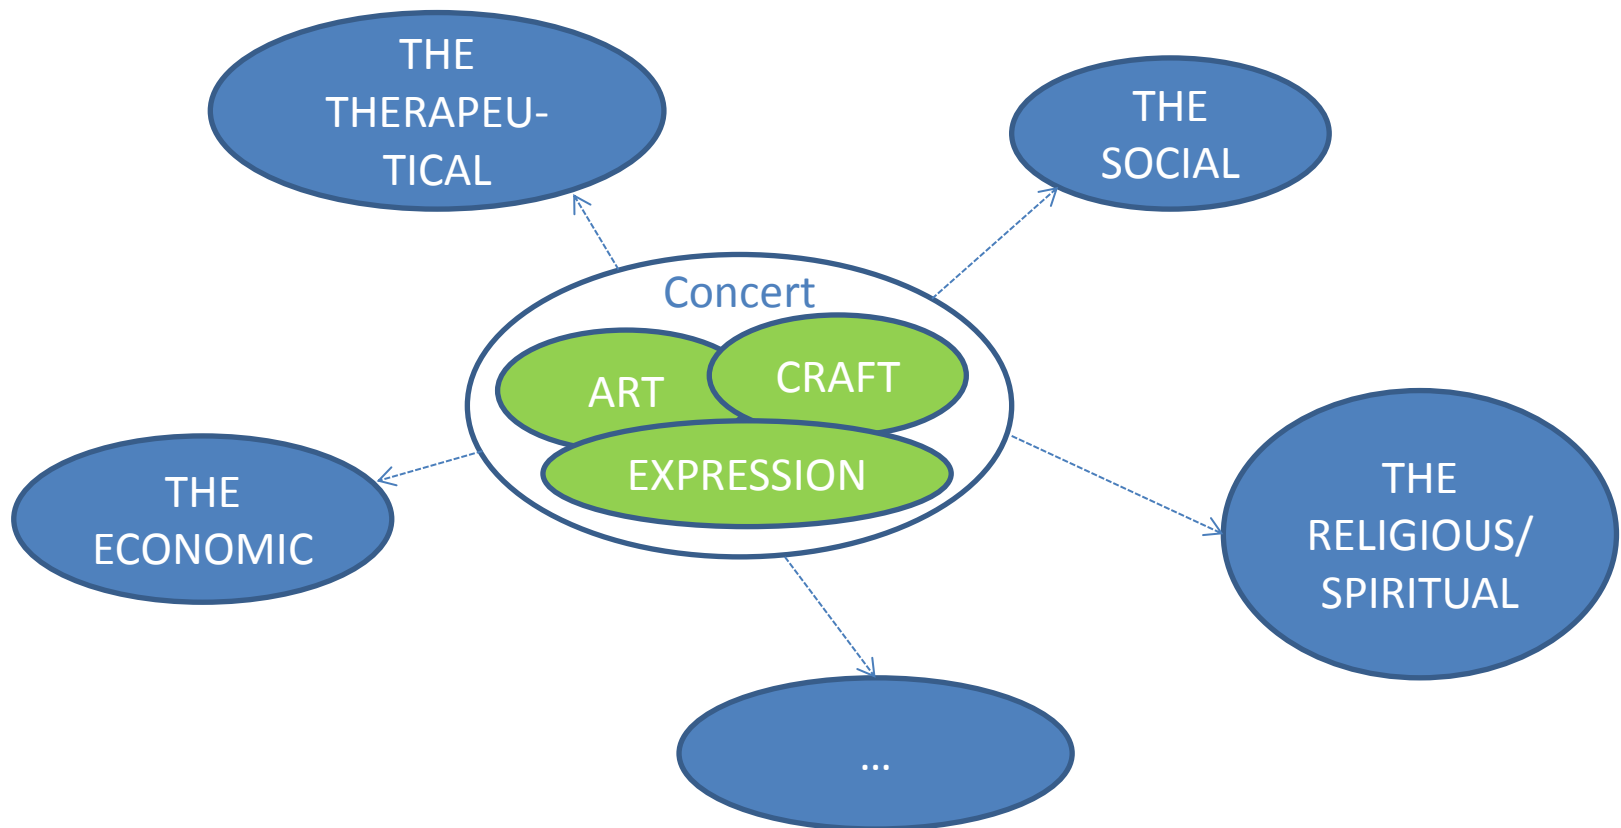 THE
THERAPEU-
TICAL
THE
SOCIAL
Concert
ART
CRAFT
EXPRESSION
THE
ECONOMIC
THE
RELIGIOUS/
SPIRITUAL
...